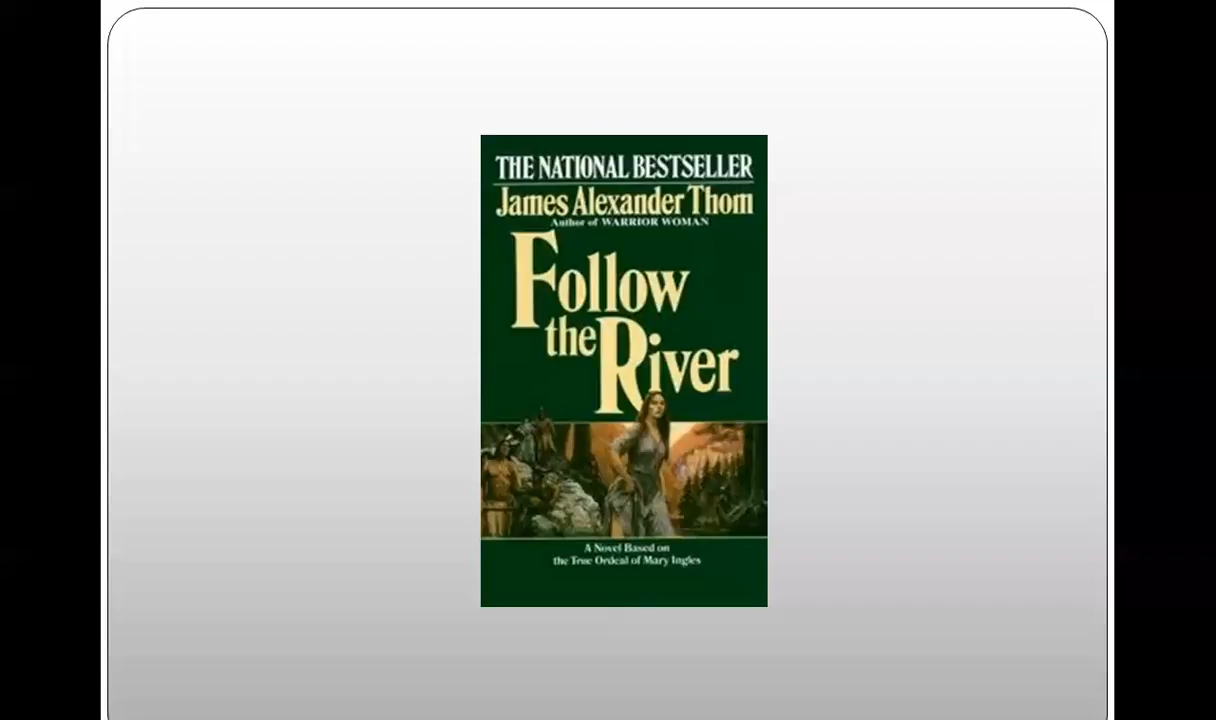 THE NATIONAL BESTSELLER
James Alexander Thom
Author of WARRIOR WOMAN
Follow
the River
A Novel Based on
the True Ordeal of Mary Ingles